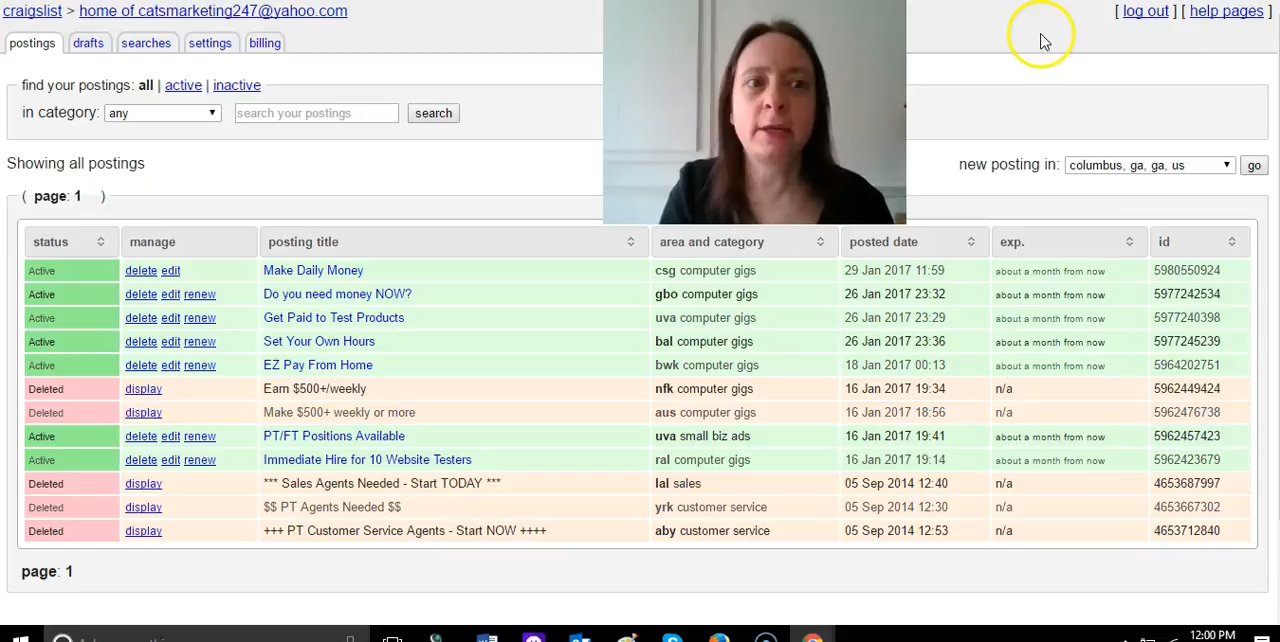 craigslist > home of catsmarketing247@yahoo.com [ log out ] [ help pages ]
postings drafts searches settings billing
find your postings: all | active | inactive
in category: any search your postings search
Showing all postings new posting in: columbus, ga, ga, us go
( page: 1 )
status manage posting title area and category posted date exp. id
Active delete edit Make Daily Money csg computer gigs 29 Jan 2017 11:59 about a month from now 5980550924
Active delete edit renew Do you need money NOW? gbo computer gigs 26 Jan 2017 23:32 about a month from now 5977242534
Active delete edit renew Get Paid to Test Products uva computer gigs 26 Jan 2017 23:29 about a month from now 5977240398
Active delete edit renew Set Your Own Hours bal computer gigs 26 Jan 2017 23:36 about a month from now 5977245239
Active delete edit renew EZ Pay From Home bwk computer gigs 18 Jan 2017 00:13 about a month from now 5964202751
Deleted display Earn $500+/weekly nfk computer gigs 16 Jan 2017 19:34 n/a 5962449424
Deleted display Make $500+ weekly or more aus computer gigs 16 Jan 2017 18:56 n/a 5962476738
Active delete edit renew PT/FT Positions Available uva small biz ads 16 Jan 2017 19:41 about a month from now 5962457423
Active delete edit renew Immediate Hire for 10 Website Testers ral computer gigs 16 Jan 2017 19:14 about a month from now 5962423679
Deleted display *** Sales Agents Needed - Start TODAY *** lal sales 05 Sep 2014 12:40 n/a 4653687997
Deleted display $$ PT Agents Needed $$ yrk customer service 05 Sep 2014 12:30 n/a 4653667302
Deleted display +++ PT Customer Service Agents - Start NOW ++++ aby customer service 05 Sep 2014 12:53 n/a 4653712840
page: 1
12:00 PM